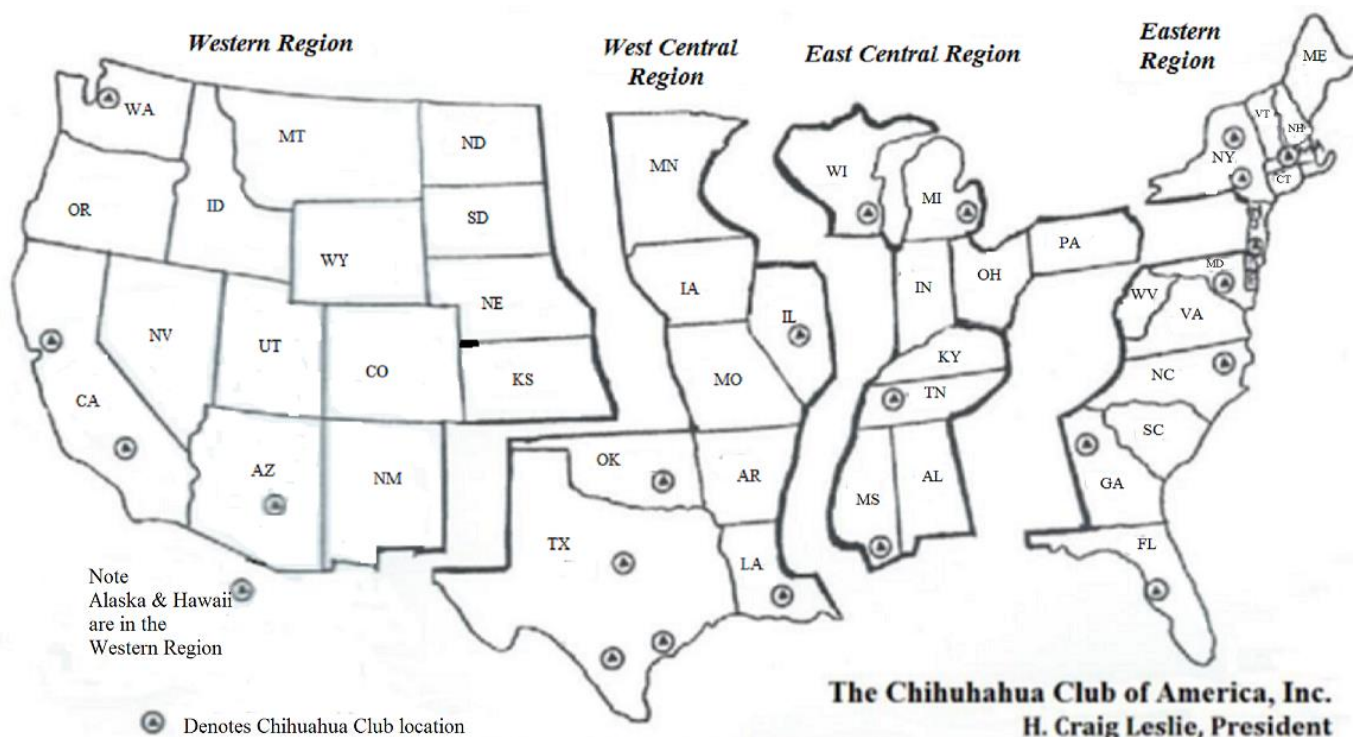 Western Region
West Central
Region
East Central Region
Eastern
Region
WA
MT
ND
OR
ID
SD
WY
NE
NV
UT
CO
KS
CA
AZ
NM
MN
IA
IL
MO
OK
AR
TX
LA
WI
MI
IN
OH
PA
KY
TN
MS
AL
ME
VT
NH
NY
CT
MD
WV
VA
NC
SC
GA
FL
Note
Alaska & Hawaii
are in the
Western Region
Denotes Chihuahua Club location
The Chihuhahua Club of America, Inc.
H. Craig Leslie, President